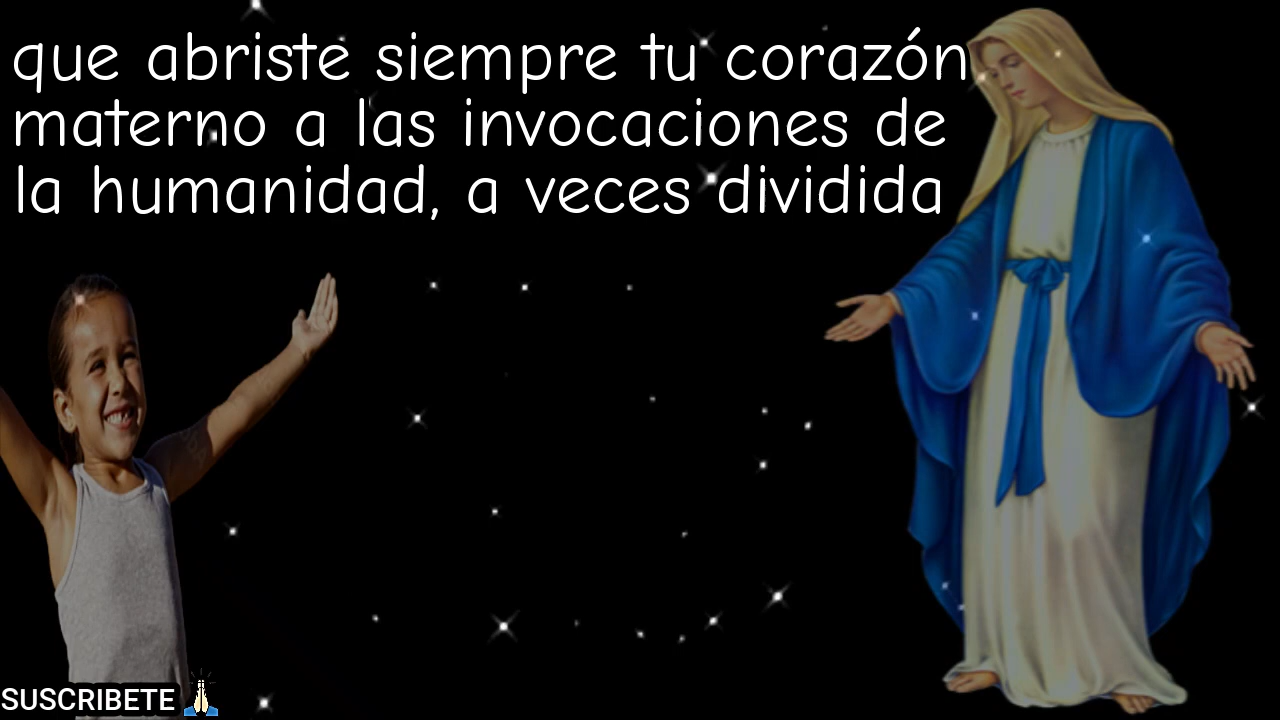 que abriste siempre tu corazón
materno a las invocaciones de
la humanidad, a veces dividida
SUSCRIBETE 🙏